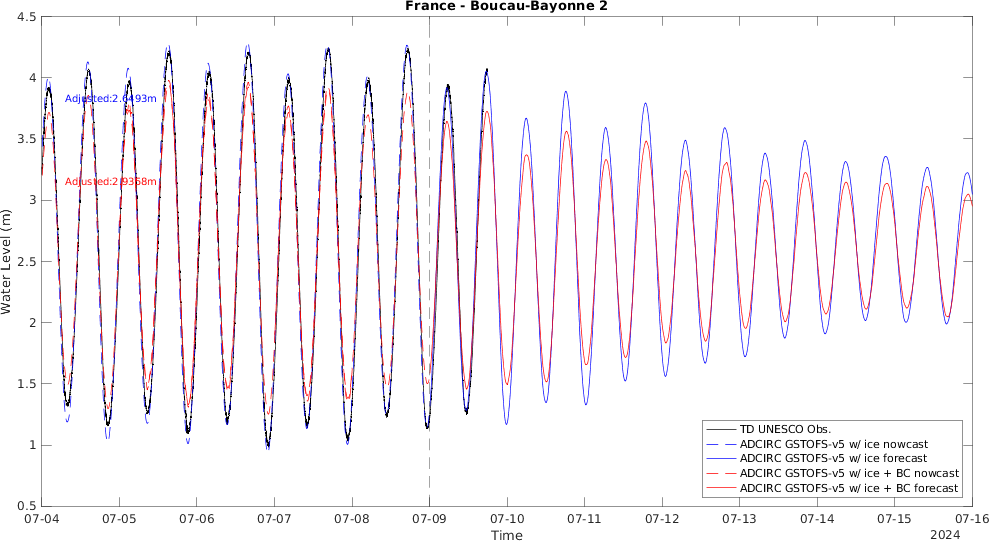 France - Boucau-Bayonne 2
4.5
4
3.5
3
2.5
2
1.5
1
0.5
Water Level (m)
Adjusted:2.6493m
Adjusted:2.9358m
TD UNESCO Obs.
ADCIRC GSTOFS-v5 w/ ice nowcast
ADCIRC GSTOFS-v5 w/ ice forecast
ADCIRC GSTOFS-v5 w/ ice + BC nowcast
ADCIRC GSTOFS-v5 w/ ice + BC forecast
07-04 07-05 07-06 07-07 07-08 07-09 07-10 07-11 07-12 07-13 07-14 07-15 07-16
Time
2024